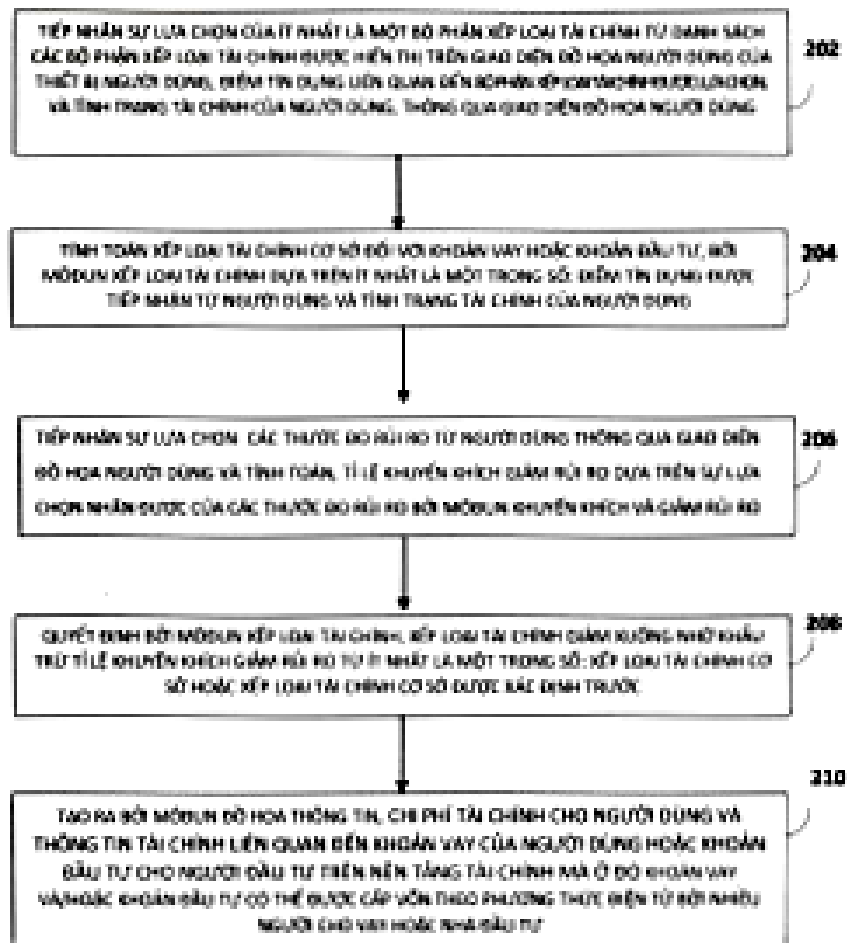 TIẾP NHẬN SỰ LỰA CHỌN CỦA ÍT NHẤT LÀ MỘT BỘ PHẬN XẾP LOẠI TÀI CHÍNH TỪ DANH SÁCH
CÁC BỘ PHẬN XẾP LOẠI TÀI CHÍNH ĐƯỢC HIỂN THỊ TRÊN GIAO DIỆN ĐỒ HỌA NGƯỜI DÙNG CỦA
THIẾT BỊ NGƯỜI DÙNG, ĐIỂM TÍN DỤNG LIÊN QUAN ĐẾN BỘ PHẬN XẾP LOẠI TÀI CHÍNH ĐƯỢC LỰA CHỌN,
VÀ TÌNH TRẠNG TÀI CHÍNH CỦA NGƯỜI DÙNG, THÔNG QUA GIAO DIỆN ĐỒ HỌA NGƯỜI DÙNG
202
TÍNH TOÁN XẾP LOẠI TÀI CHÍNH CƠ SỞ ĐỐI VỚI KHOẢN VAY HOẶC KHOẢN ĐẦU TƯ, BỞI
MÔĐUN XẾP LOẠI TÀI CHÍNH DỰA TRÊN ÍT NHẤT LÀ MỘT TRONG SỐ: ĐIỂM TÍN DỤNG ĐƯỢC
TIẾP NHẬN TỪ NGƯỜI DÙNG VÀ TÌNH TRẠNG TÀI CHÍNH CỦA NGƯỜI DÙNG
204
TIẾP NHẬN SỰ LỰA CHỌN CÁC THƯỚC ĐO RỦI RO TỪ NGƯỜI DÙNG THÔNG QUA GIAO DIỆN
ĐỒ HỌA NGƯỜI DÙNG VÀ TÍNH TOÁN, TỈ LỆ KHUYẾN KHÍCH GIẢM RỦI RO DỰA TRÊN SỰ LỰA
CHỌN NHẬN ĐƯỢC CỦA CÁC THƯỚC ĐO RỦI RO BỞI MÔĐUN KHUYẾN KHÍCH VÀ GIẢM RỦI RO
206
QUYẾT ĐỊNH BỞI MÔĐUN XẾP LOẠI TÀI CHÍNH, XẾP LOẠI TÀI CHÍNH GIẢM XUỐNG NHỜ KHẤU
TRỪ TỈ LỆ KHUYẾN KHÍCH GIẢM RỦI RO TỪ ÍT NHẤT LÀ MỘT TRONG SỐ: XẾP LOẠI TÀI CHÍNH CƠ
SỞ HOẶC XẾP LOẠI TÀI CHÍNH CƠ SỞ ĐƯỢC XÁC ĐỊNH TRƯỚC
208
TẠO RA BỞI MÔĐUN ĐỒ HỌA THÔNG TIN, CHI PHÍ TÀI CHÍNH CHO NGƯỜI DÙNG VÀ
THÔNG TIN TÀI CHÍNH LIÊN QUAN ĐẾN KHOẢN VAY CỦA NGƯỜI DÙNG HOẶC KHOẢN
ĐẦU TƯ CHO NGƯỜI ĐẦU TƯ TRÊN NỀN TẢNG TÀI CHÍNH MÀ Ở ĐÓ KHOẢN VAY
VÀ/HOẶC KHOẢN ĐẦU TƯ CÓ THỂ ĐƯỢC CẤP VỐN THEO PHƯƠNG THỨC ĐIỆN TỬ BỞI NHIỀU
NGƯỜI CHO VAY HOẶC NHÀ ĐẦU TƯ
210